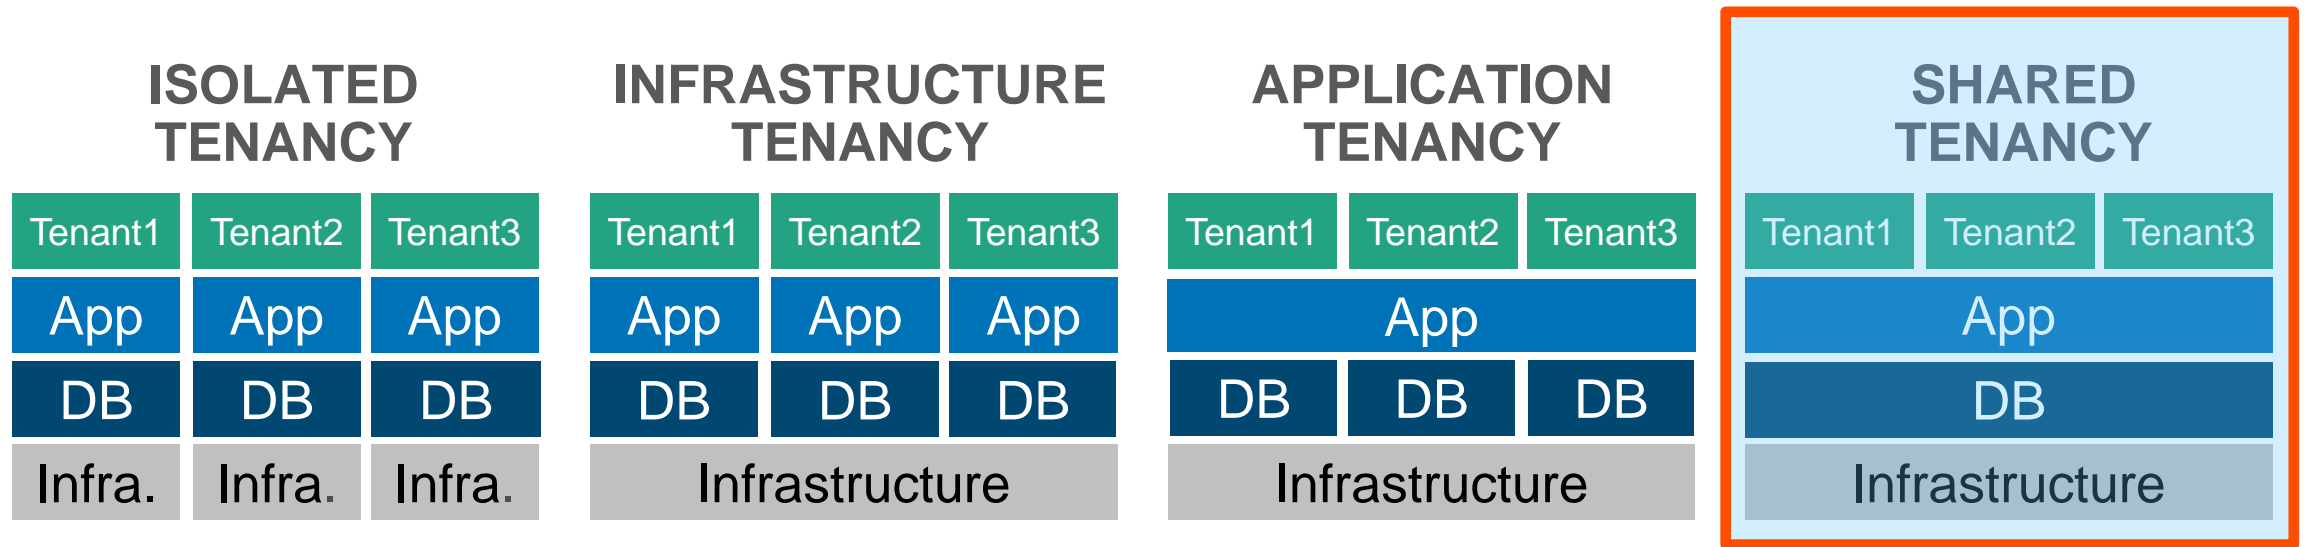 ISOLATED
TENANCY
Tenant1 Tenant2 Tenant3
App App App
DB DB DB
Infra. Infra. Infra.
INFRASTRUCTURE
TENANCY
Tenant1 Tenant2 Tenant3
App App App
DB DB DB
Infrastructure
APPLICATION
TENANCY
Tenant1 Tenant2 Tenant3
App
DB DB DB
Infrastructure
SHARED
TENANCY
Tenant1 Tenant2 Tenant3
App
DB
Infrastructure